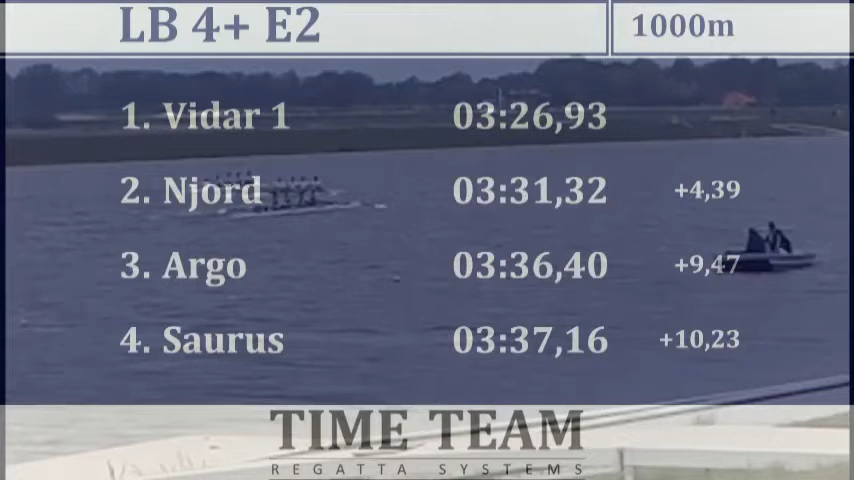 LB 4+ E2 1000m
1. Vidar 1 03:26,93
2. Njord 03:31,32 +4,39
3. Argo 03:36,40 +9,47
4. Saurus 03:37,16 +10,23
TIME TEAM
REGATTA SYSTEMS